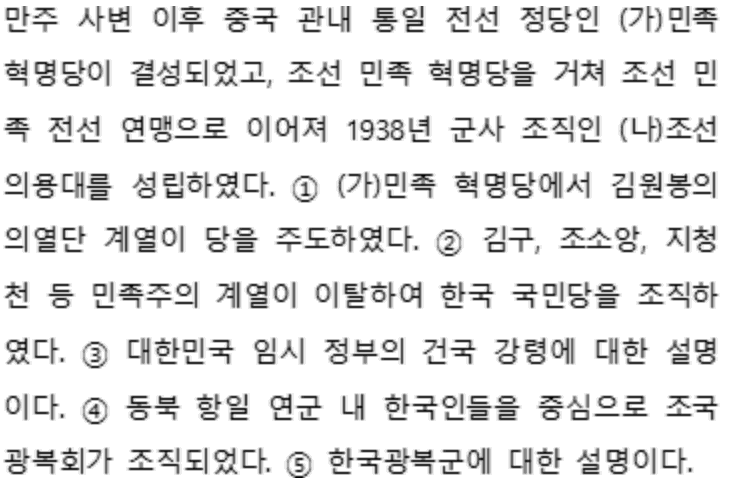 만주 사변 이후 중국 관내 통일 전선 정당인 (가)민족
혁명당이 결성되었고, 조선 민족 혁명당을 거쳐 조선 민
족 전선 연맹으로 이어져 1938년 군사 조직인 (나)조선
의용대를 성립하였다. ① (가)민족 혁명당에서 김원봉의
의열단 계열이 당을 주도하였다. ② 김구, 조소앙, 지청
천 등 민족주의 계열이 이탈하여 한국 국민당을 조직하
였다. ③ 대한민국 임시 정부의 건국 강령에 대한 설명
이다. ④ 동북 항일 연군 내 한국인들을 중심으로 조국
광복회가 조직되었다. ⑤ 한국광복군에 대한 설명이다.